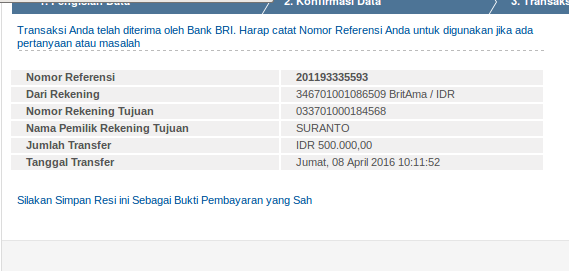 1. Pengisian Data 2. Konfirmasi Data 3. Transaks
Transaksi Anda telah diterima oleh Bank BRI. Harap catat Nomor Referensi Anda untuk digunakan jika ada
pertanyaan atau masalah
Nomor Referensi 201193335593
Dari Rekening 346701001086509 BritAma / IDR
Nomor Rekening Tujuan 033701000184568
Nama Pemilik Rekening Tujuan SURANTO
Jumlah Transfer IDR 500.000,00
Tanggal Transfer Jumat, 08 April 2016 10:11:52
Silakan Simpan Resi ini Sebagai Bukti Pembayaran yang Sah